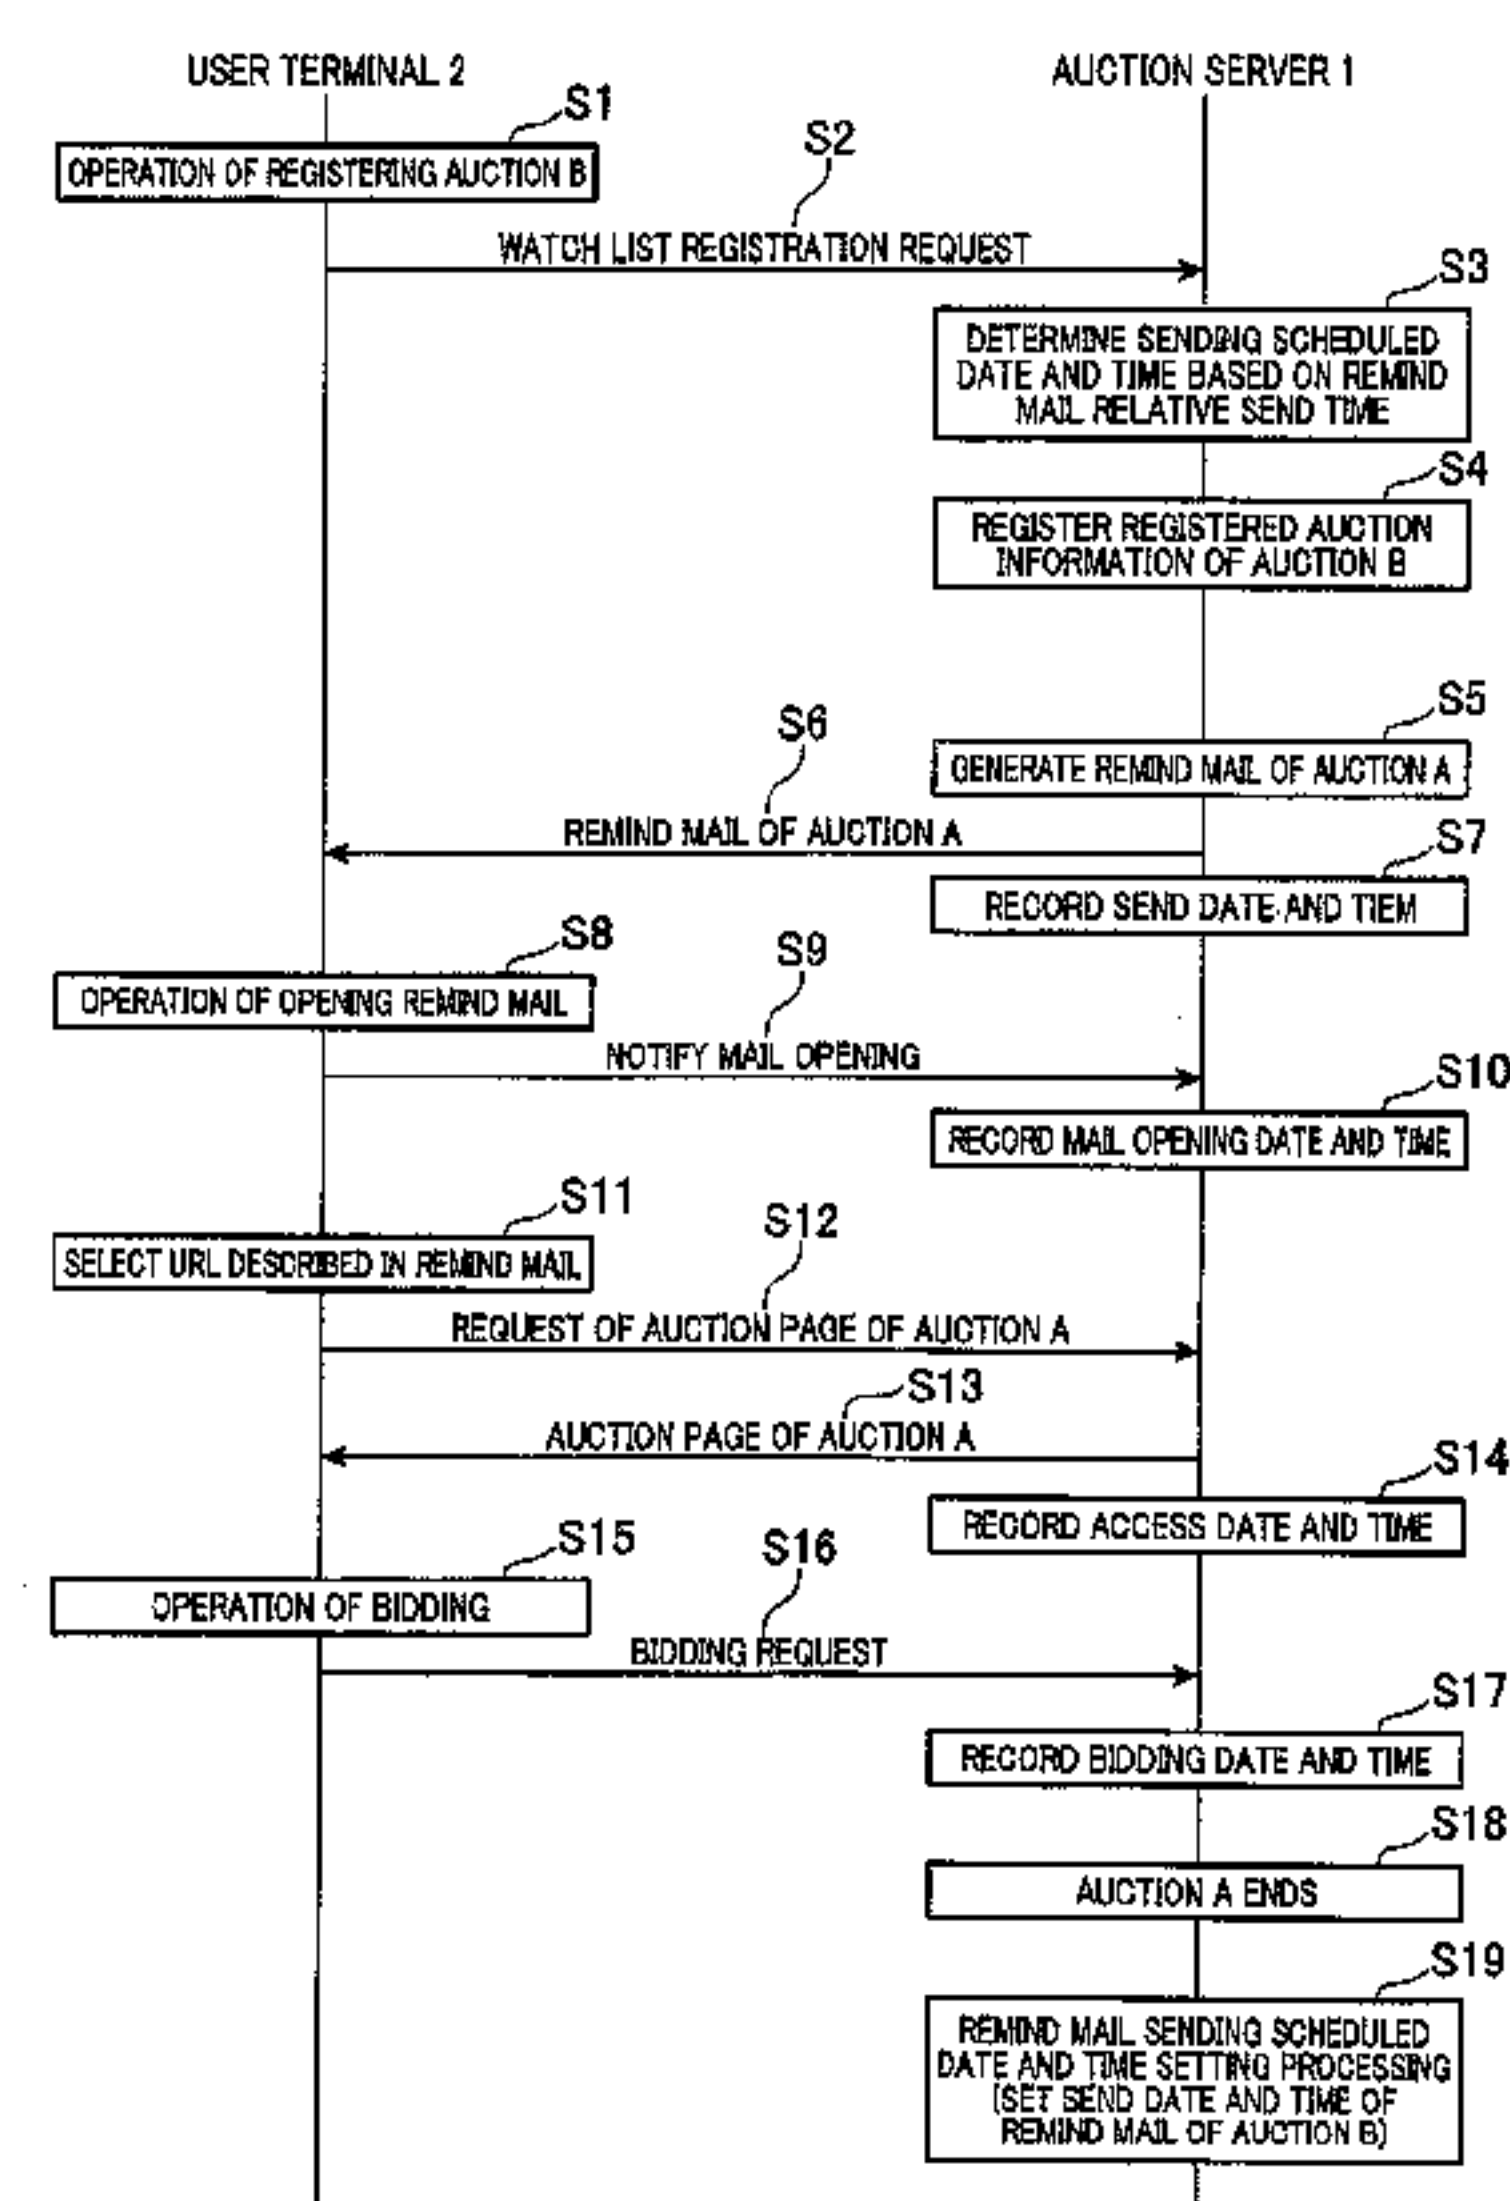 USER TERMINAL 2
AUCTION SERVER 1
S1
OPERATION OF REGISTERING AUCTION B
S2
WATCH LIST REGISTRATION REQUEST
S3
DETERMINE SENDING SCHEDULED
DATE AND TIME BASED ON REMIND
MAIL RELATIVE SEND TIME
S4
REGISTER REGISTERED AUCTION
INFORMATION OF AUCTION B
S5
GENERATE REMIND MAIL OF AUCTION A
S6
REMIND MAIL OF AUCTION A
S7
RECORD SEND DATE AND TIEM
S8
OPERATION OF OPENING REMIND MAIL
S9
NOTIFY MAIL OPENING
S10
RECORD MAIL OPENING DATE AND TIME
S11
SELECT URL DESCRIBED IN REMIND MAIL
S12
REQUEST OF AUCTION PAGE OF AUCTION A
S13
AUCTION PAGE OF AUCTION A
S14
RECORD ACCESS DATE AND TIME
S15
OPERATION OF BIDDING
S16
BIDDING REQUEST
S17
RECORD BIDDING DATE AND TIME
S18
AUCTION A ENDS
S19
REMIND MAIL SENDING SCHEDULED
DATE AND TIME SETTING PROCESSING
(SET SEND DATE AND TIME OF
REMIND MAIL OF AUCTION B)